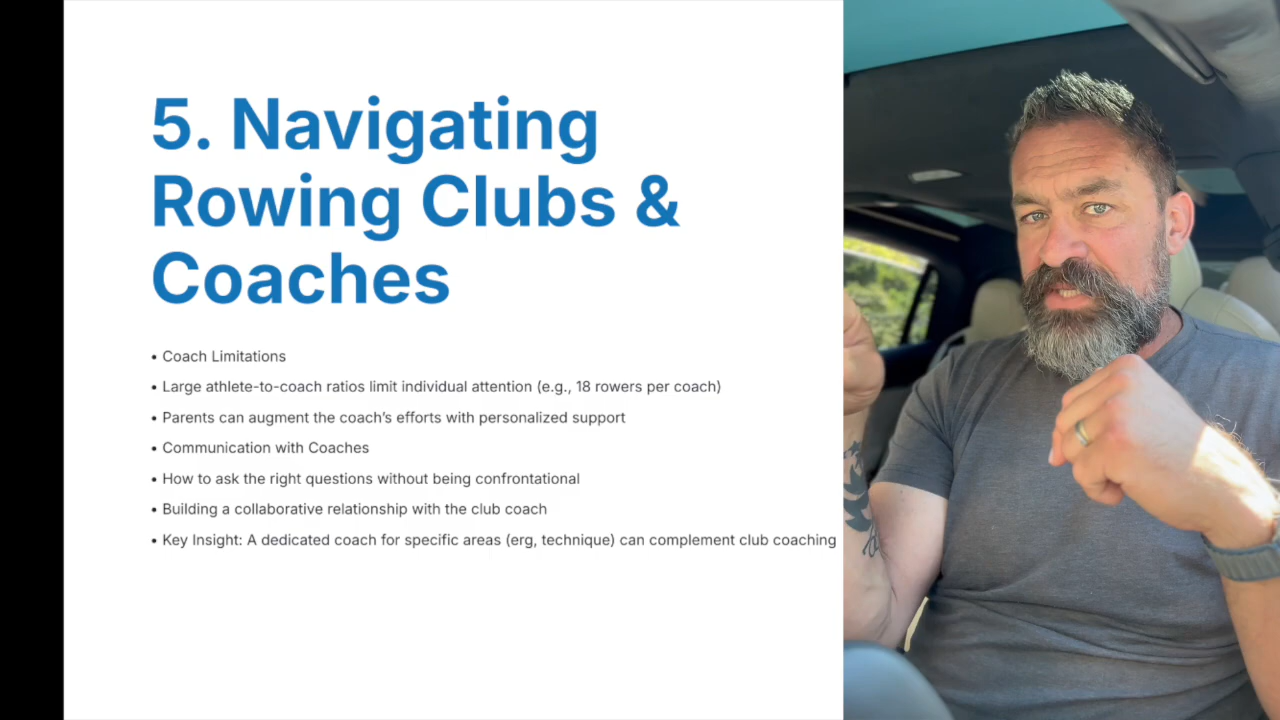 5. Navigating
Rowing Clubs &
Coaches
• Coach Limitations
• Large athlete-to-coach ratios limit individual attention (e.g., 18 rowers per coach)
• Parents can augment the coach’s efforts with personalized support
• Communication with Coaches
• How to ask the right questions without being confrontational
• Building a collaborative relationship with the club coach
• Key Insight: A dedicated coach for specific areas (erg, technique) can complement club coaching